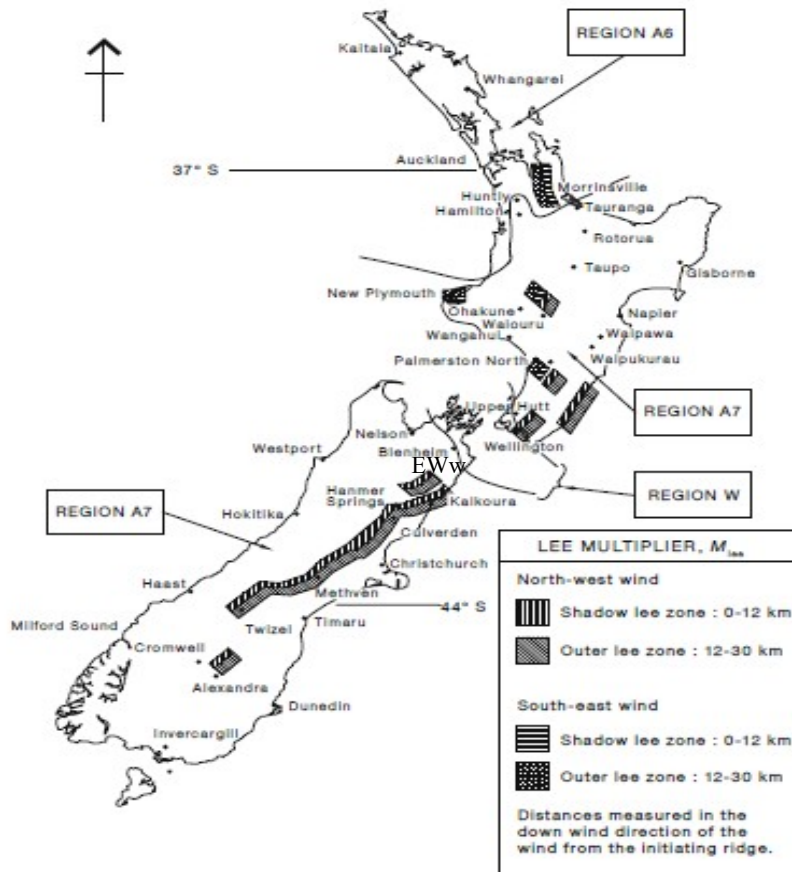 REGION A6
Kaitaia
Whangarei
Auckland
37° S
Morrinsville
Huntly
Tauranga
Hamilton
Rotorua
Taupo
Gisborne
New Plymouth
Ohakune
Napier
Waiouru
Wanganui
Waipawa
Waipukurau
Palmerston North
REGION A7
Upper Hutt
Nelson
Wellington
Blenheim
Westport
EWw
REGION W
Hanmer
Springs
Kaikoura
REGION A7
Hokitika
Culverden
Christchurch
Haast
Methven
44° S
Milford Sound
Twizel
Timaru
Cromwell
Alexandra
Dunedin
Invercargill
LEE MULTIPLIER, M lee
North-west wind
Shadow lee zone : 0-12 km
Outer lee zone : 12-30 km
South-east wind
Shadow lee zone : 0-12 km
Outer lee zone : 12-30 km
Distances measured in the
down wind direction of the
wind from the initiating ridge.